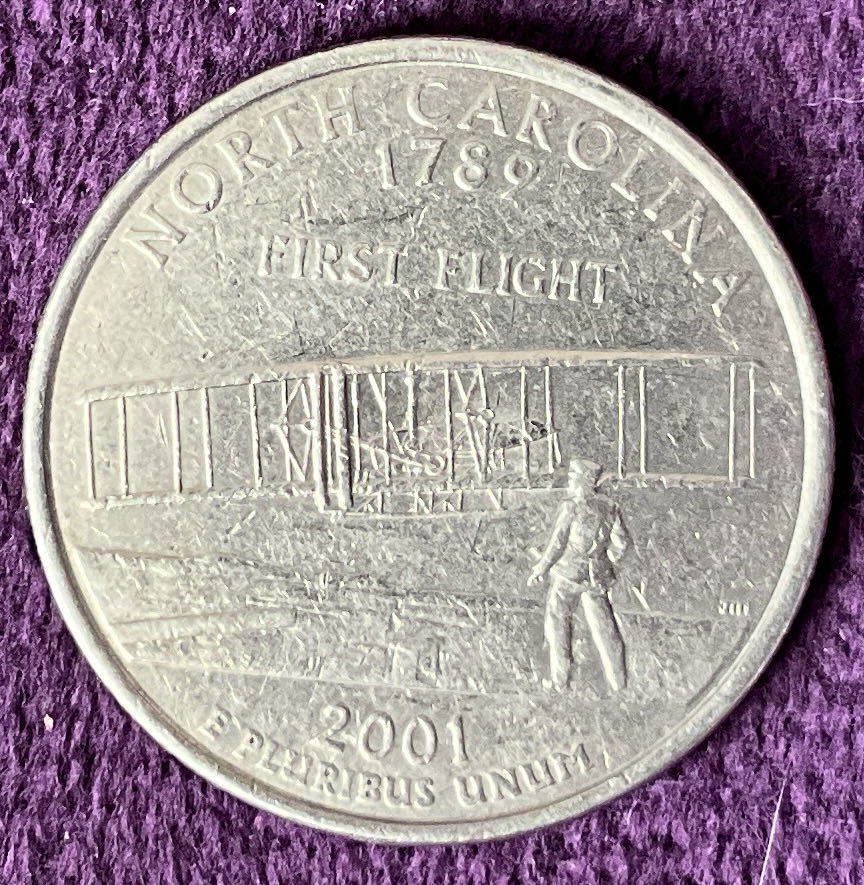 NORTH CAROLINA
1789
FIRST FLIGHT
2001
E PLURIBUS UNUM